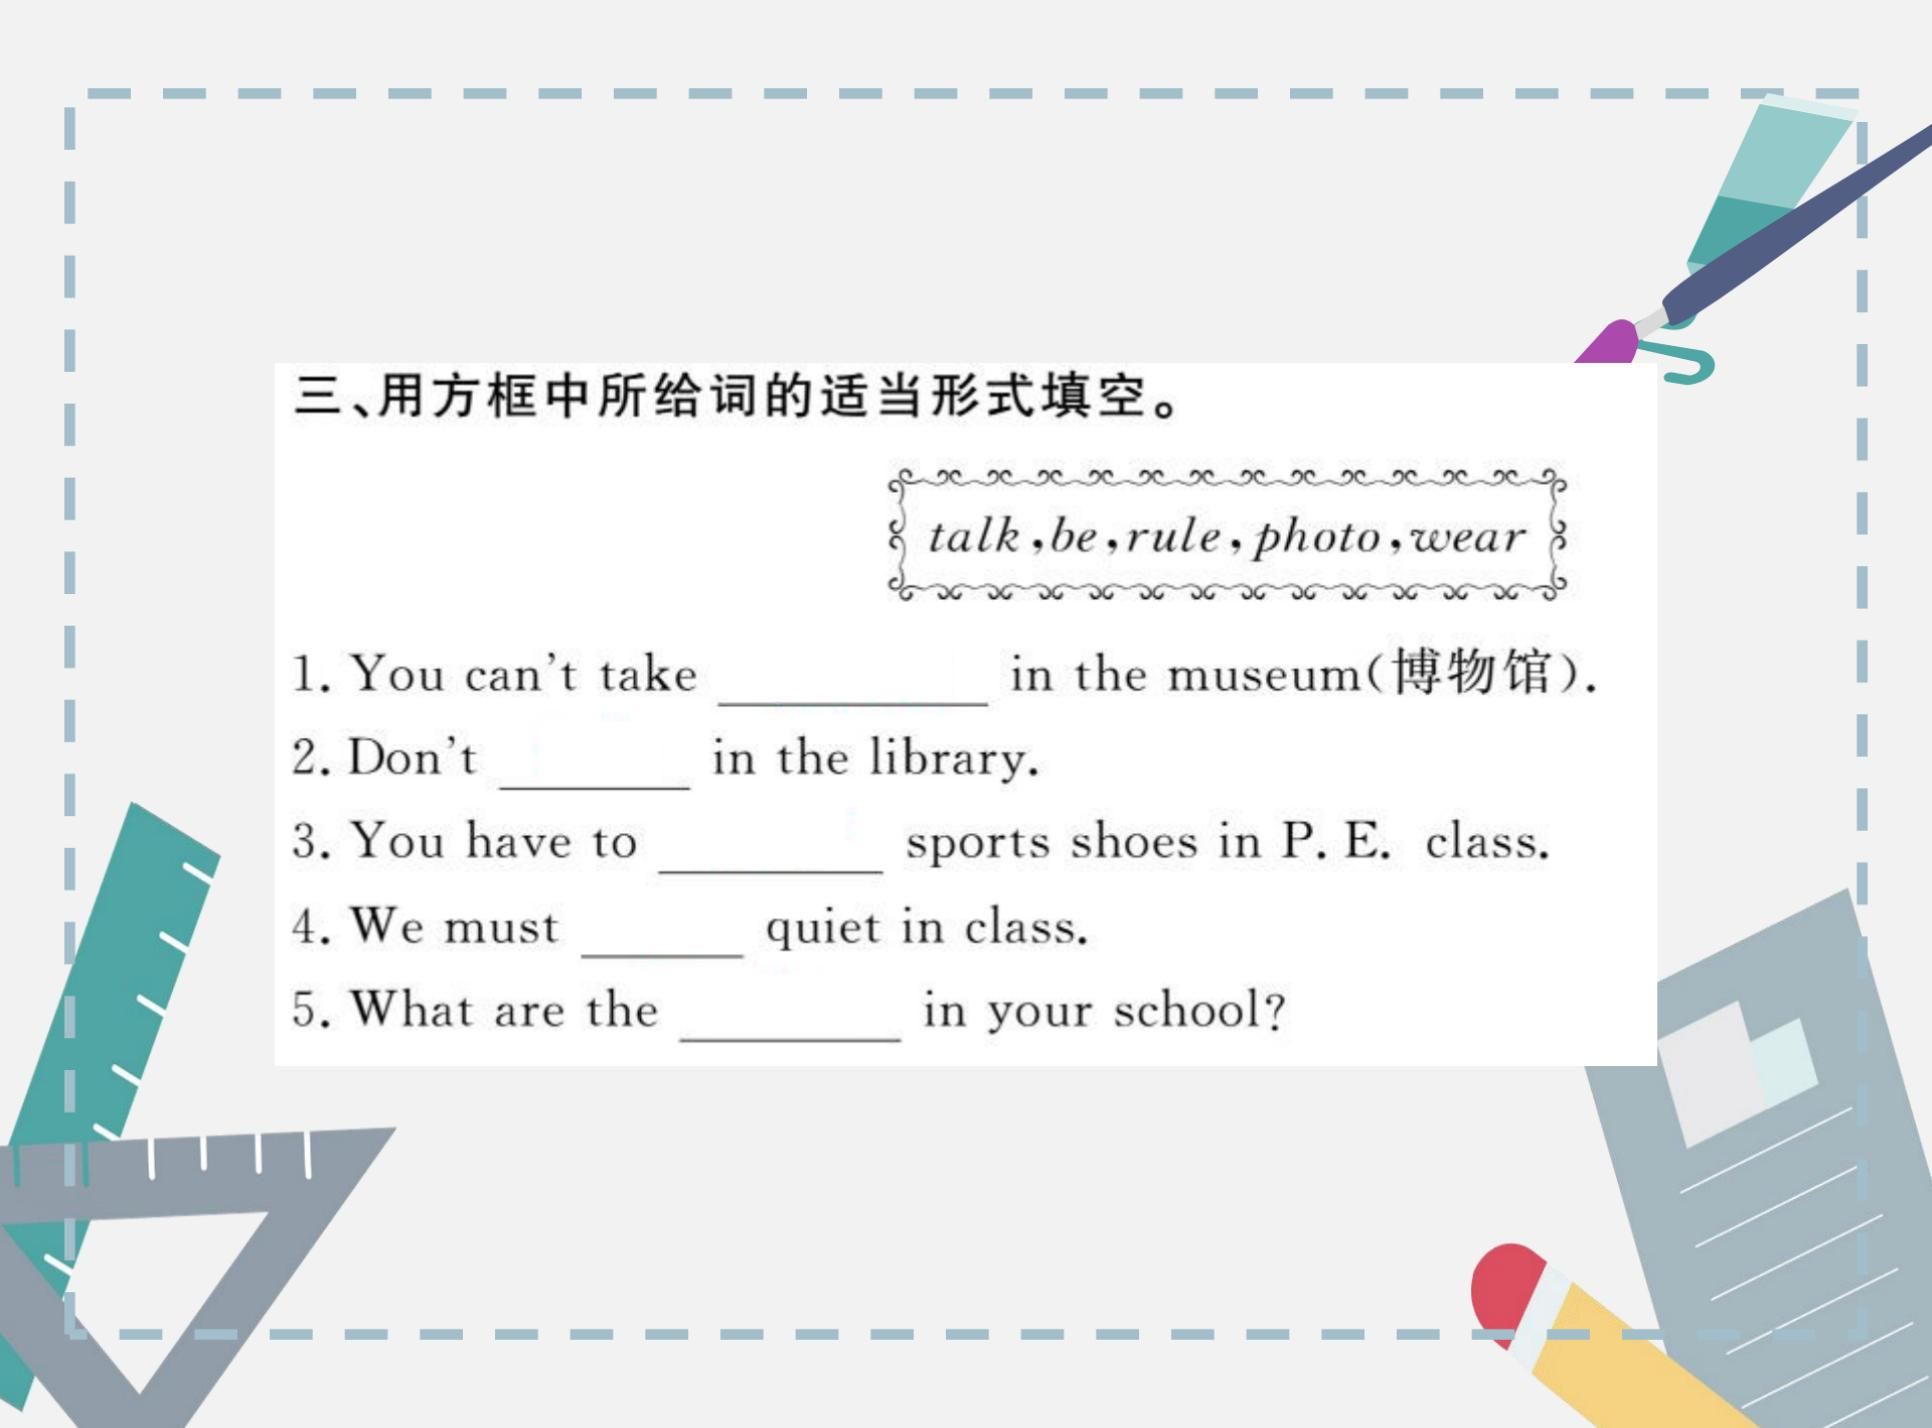 三、用方框中所给词的适当形式填空。
talk,be,rule,photo,wear
1. You can't take ________ in the museum(博物馆).
2. Don't ________ in the library.
3. You have to ________ sports shoes in P. E. class.
4. We must ________ quiet in class.
5. What are the ________ in your school?